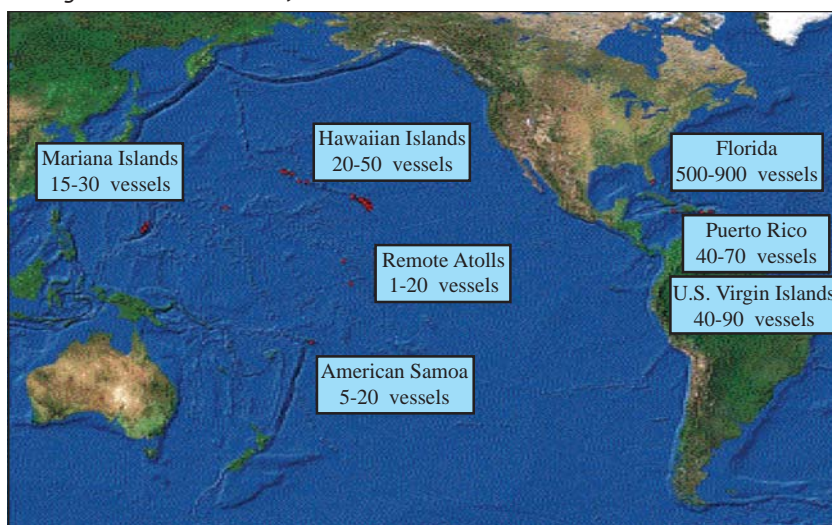 Mariana Islands
15-30 vessels
Hawaiian Islands
20-50 vessels
Florida
500-900 vessels
Puerto Rico
40-70 vessels
Remote Atolls
1-20 vessels
U.S. Virgin Islands
40-90 vessels
American Samoa
5-20 vessels